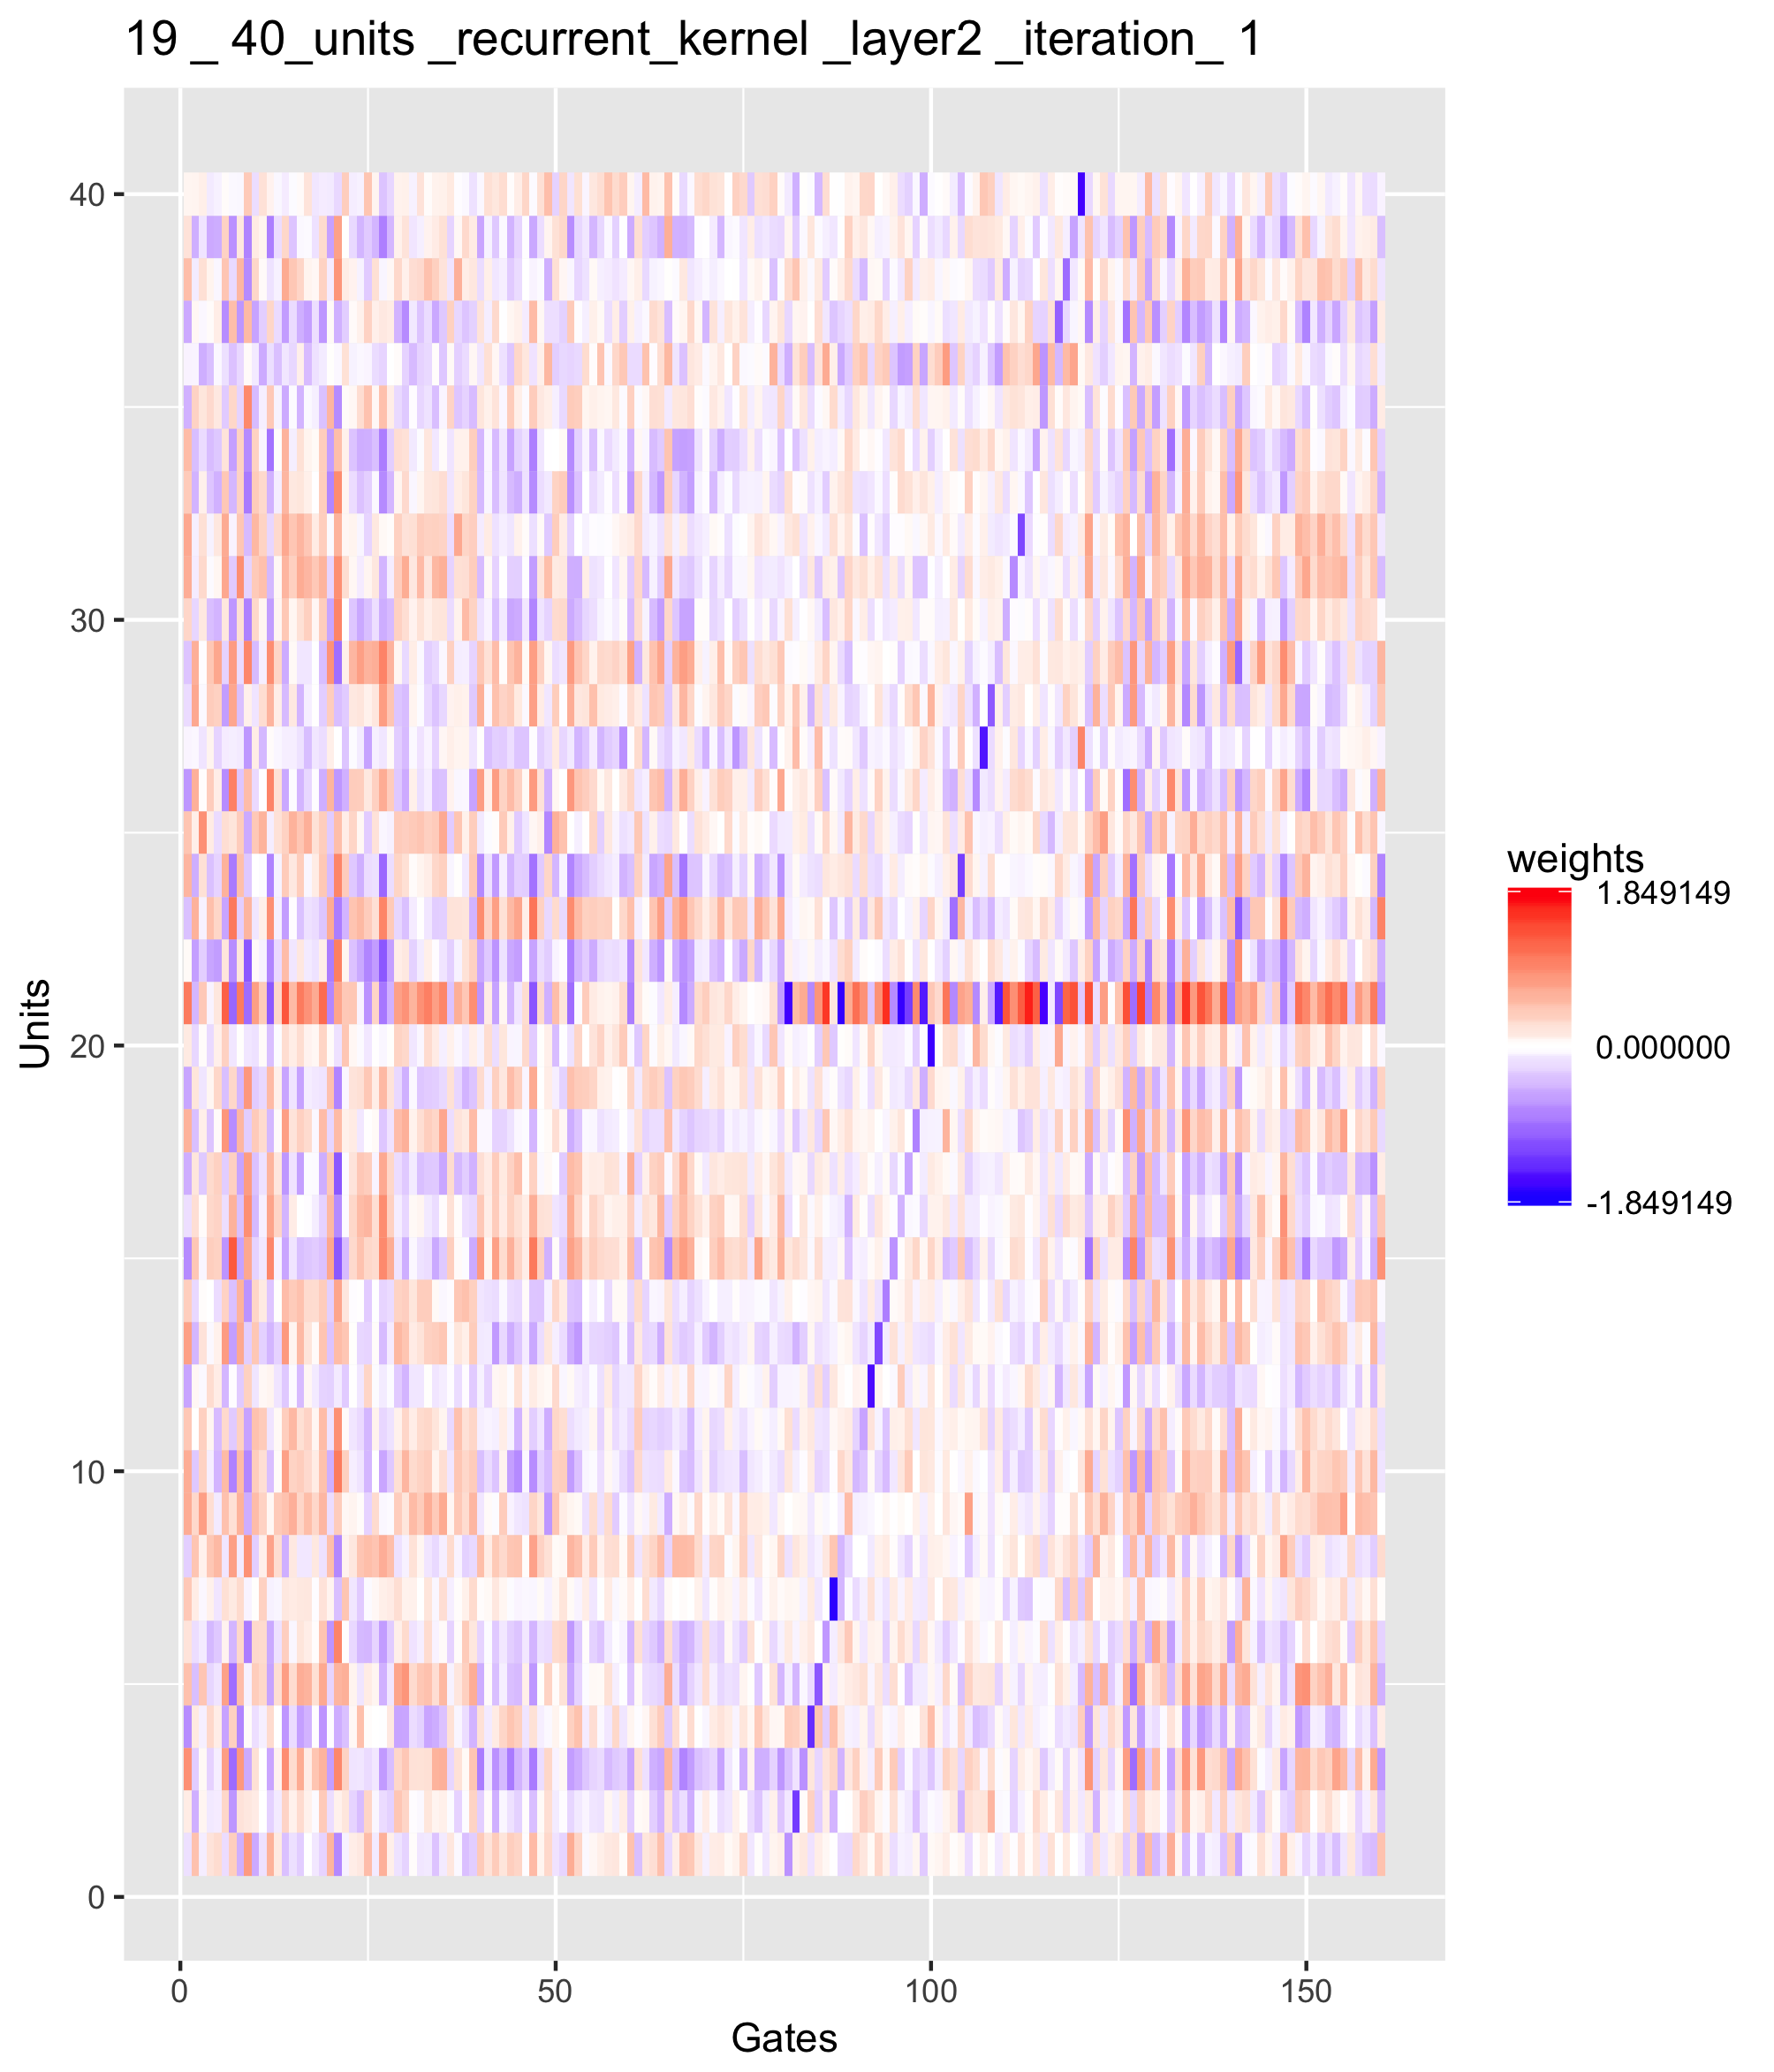 19 _ 40_units _recurrent_kernel _layer2 _iteration_ 1
40
30
20
10
0
Units
0 50 100 150
Gates
weights
1.849149
0.000000
-1.849149